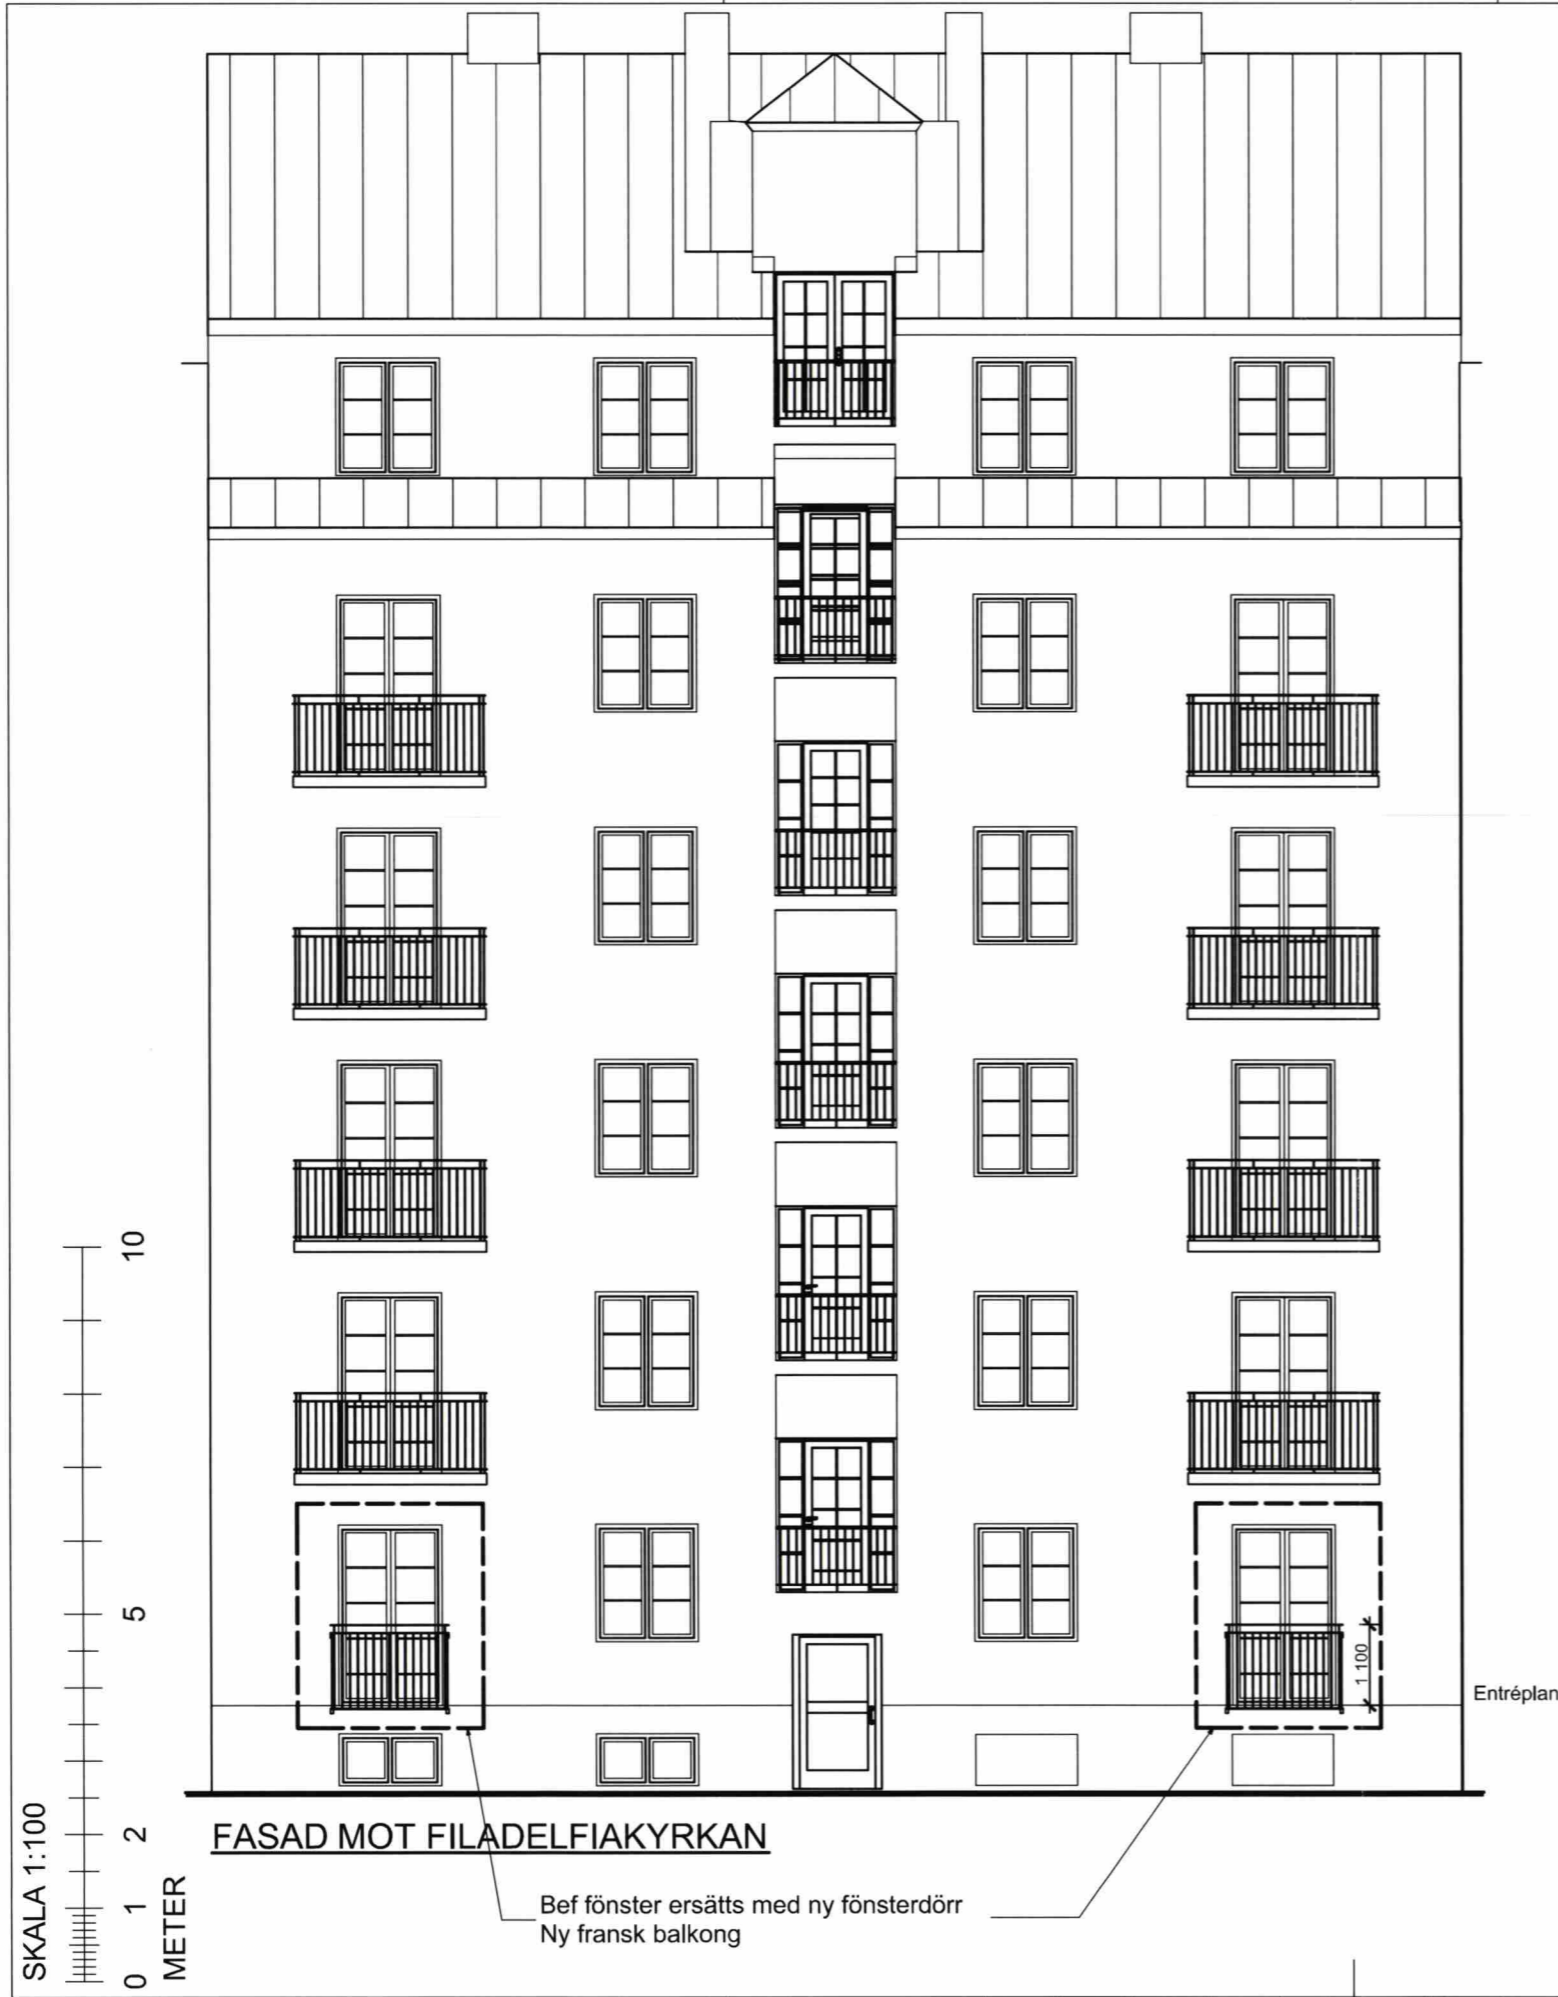 10
5
2
1
0
SKALA 1:100
METER
1 100
Entréplan
FASAD MOT FILADELFIAKYRKAN
Bef fönster ersätts med ny fönsterdörr
Ny fransk balkong